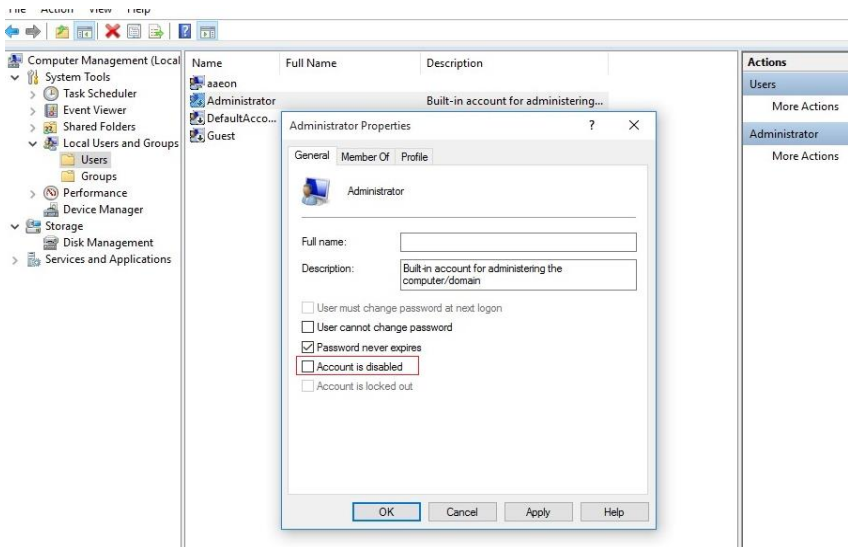 File Action View Help
Computer Management (Local
System Tools
Task Scheduler
Event Viewer
Shared Folders
Local Users and Groups
Users
Groups
Performance
Device Manager
Storage
Disk Management
Services and Applications
Name Full Name Description
aaeon
Administrator Built-in account for administering...
DefaultAcco...
Guest
Administrator Properties ? X
General Member Of Profile
Administrator
Full name:
Description: Built-in account for administering the
computer/domain
User must change password at next logon
User cannot change password
Password never expires
Account is disabled
Account is locked out
OK Cancel Apply Help
Actions
Users
More Actions
Administrator
More Actions